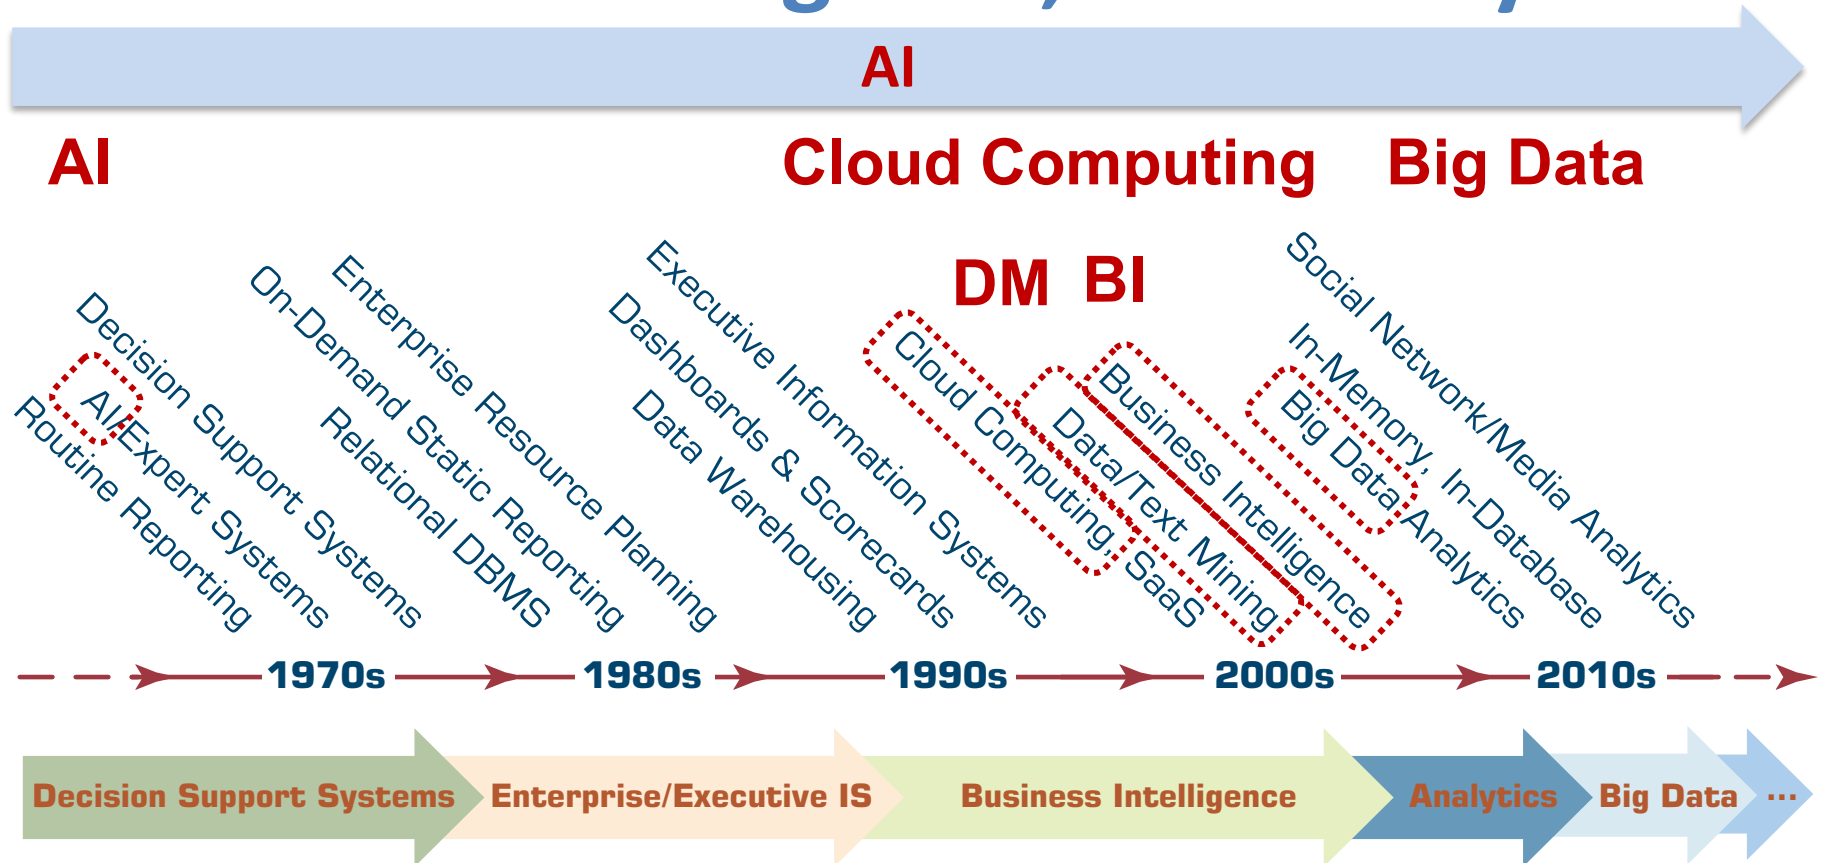 AI
AI
Cloud Computing
Big Data
DM
BI
Routine Reporting
AI/Expert Systems
Decision Support Systems
Relational DBMS
On-Demand Static Reporting
Enterprise Resource Planning
Data Warehousing
Dashboards & Scorecards
Executive Information Systems
Cloud Computing, SaaS
Data/Text Mining
Business Intelligence
Big Data Analytics
In-Memory, In-Database
Social Network/Media Analytics
1970s
1980s
1990s
2000s
2010s
Decision Support Systems
Enterprise/Executive IS
Business Intelligence
Analytics
Big Data
...